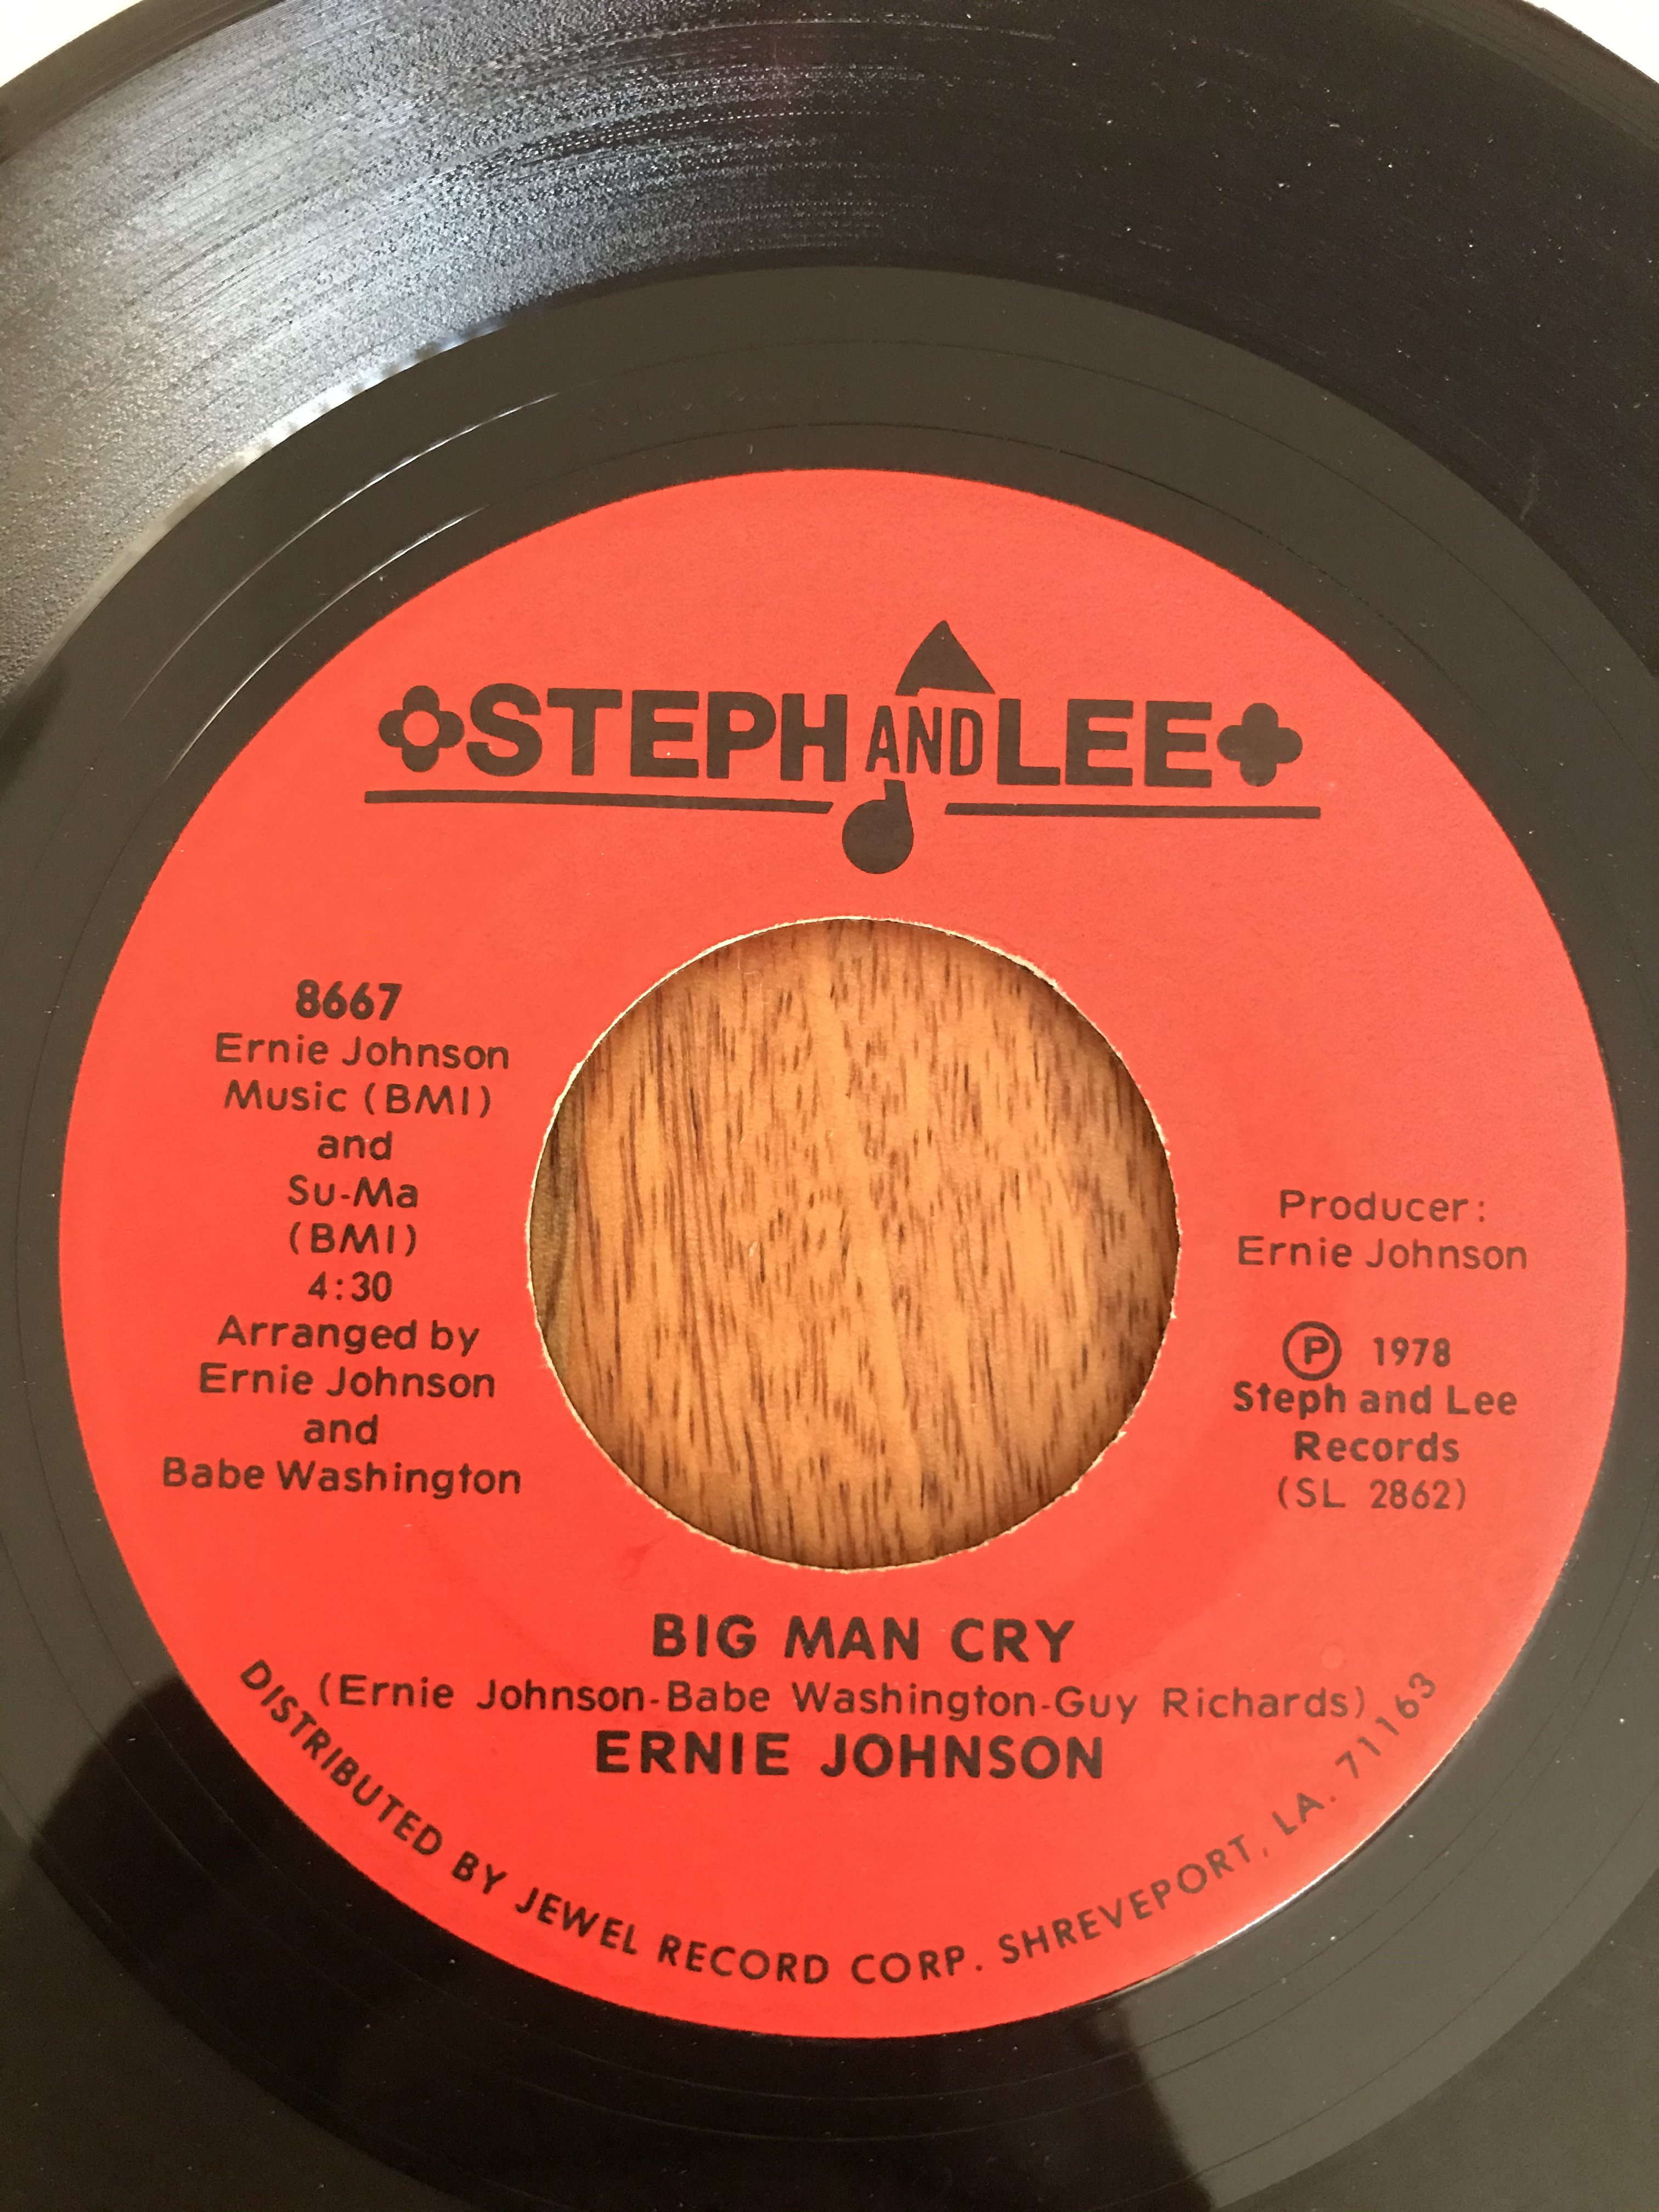 STEPH AND LEE
8667
Ernie Johnson
Music (BMI)
and
Su-Ma
(BMI)
4:30
Arranged by
Ernie Johnson
and
Babe Washington
Producer:
Ernie Johnson
Ⓟ 1978
Steph and Lee
Records
(SL 2862)
BIG MAN CRY
(Ernie Johnson-Babe Washington-Guy Richards)
ERNIE JOHNSON
DISTRIBUTED BY JEWEL RECORD CORP. SHREVEPORT, LA. 71163